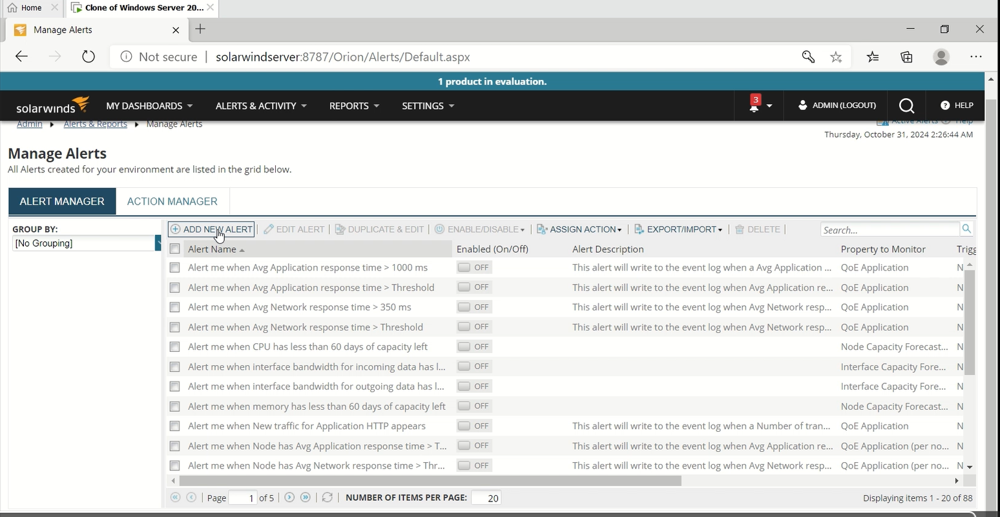 Home
Clone of Windows Server 20...
Manage Alerts
Not secure | solarwindserver:8787/Orion/Alerts/Default.aspx
1 product in evaluation.
solarwinds MY DASHBOARDS ALERTS & ACTIVITY REPORTS SETTINGS 3 ADMIN (LOGOUT) HELP
Admin Alerts & Reports Manage Alerts Active Alerts Help
Thursday, October 31, 2024 2:26:44 AM
Manage Alerts
All Alerts created for your environment are listed in the grid below.
ALERT MANAGER ACTION MANAGER
GROUP BY:
[No Grouping]
ADD NEW ALERT | EDIT ALERT | DUPLICATE & EDIT | ENABLE/DISABLE | ASSIGN ACTION | EXPORT/IMPORT | DELETE | Search...
Alert Name Enabled (On/Off) Alert Description Property to Monitor Trigg
Alert me when Avg Application response time > 1000 ms OFF This alert will write to the event log when a Avg Application ... QoE Application N
Alert me when Avg Application response time > Threshold OFF This alert will write to the event log when Avg Application re... QoE Application N
Alert me when Avg Network response time > 350 ms OFF This alert will write to the event log when Avg Network resp... QoE Application N
Alert me when Avg Network response time > Threshold OFF This alert will write to the event log when Avg Network resp... QoE Application N
Alert me when CPU has less than 60 days of capacity left OFF Node Capacity Forecast... N
Alert me when interface bandwidth for incoming data has l... OFF Interface Capacity Fore... N
Alert me when interface bandwidth for outgoing data has l... OFF Interface Capacity Fore... N
Alert me when memory has less than 60 days of capacity left OFF Node Capacity Forecast... N
Alert me when New traffic for Application HTTP appears OFF This alert will write to the event log when a Number of tran... QoE Application N
Alert me when Node has Avg Application response time > T... OFF This alert will write to the event log when Avg Application re... QoE Application (per no... N
Alert me when Node has Avg Network response time > Thr... OFF This alert will write to the event log when Avg Network resp... QoE Application (per no... N
Page 1 of 5 | NUMBER OF ITEMS PER PAGE: 20 Displaying items 1 - 20 of 88